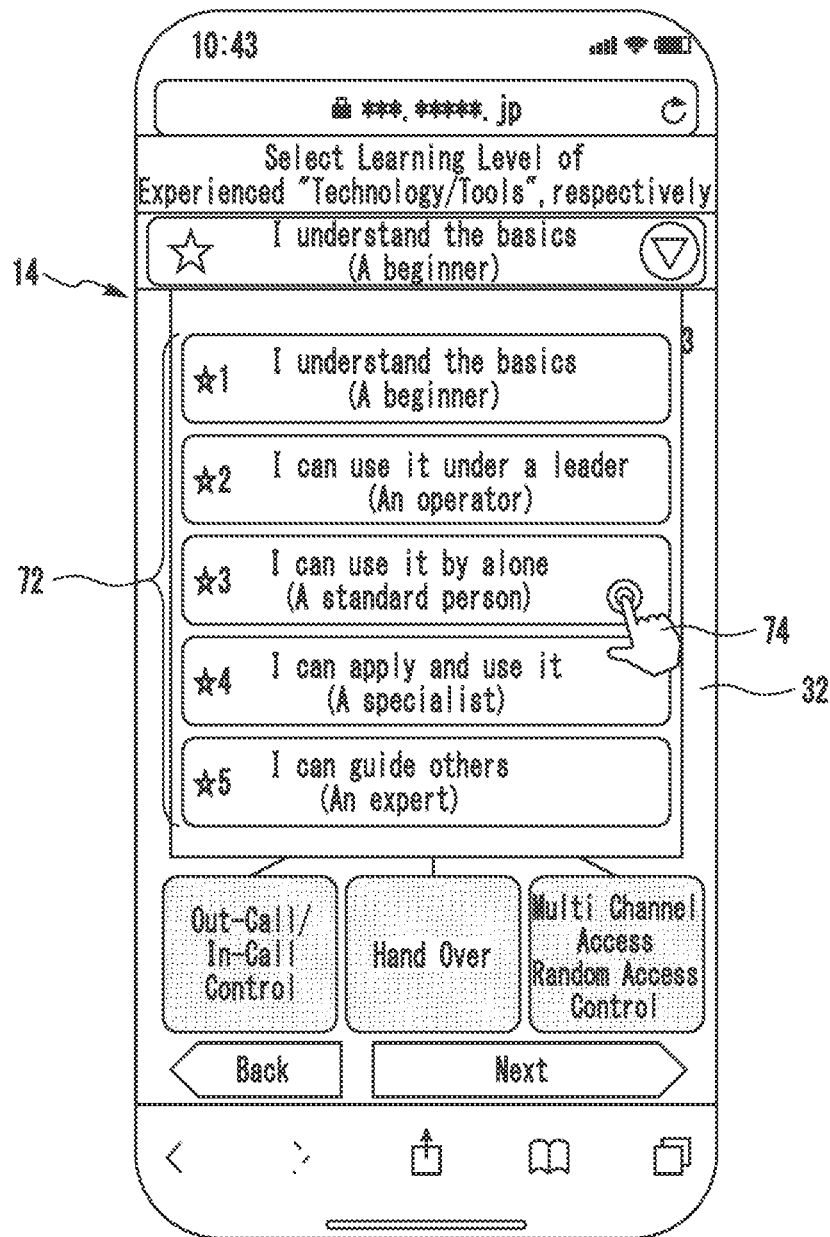 10:43
***.*****.jp
Select Learning Level of
Experienced "Technology/Tools", respectively
I understand the basics
(A beginner)
14
3
★1 I understand the basics
(A beginner)
★2 I can use it under a leader
(An operator)
72
★3 I can use it by alone
(A standard person)
74
★4 I can apply and use it
(A specialist)
32
★5 I can guide others
(An expert)
Out-Call/
In-Call
Control
Hand Over
Multi Channel
Access
Random Access
Control
Back
Next